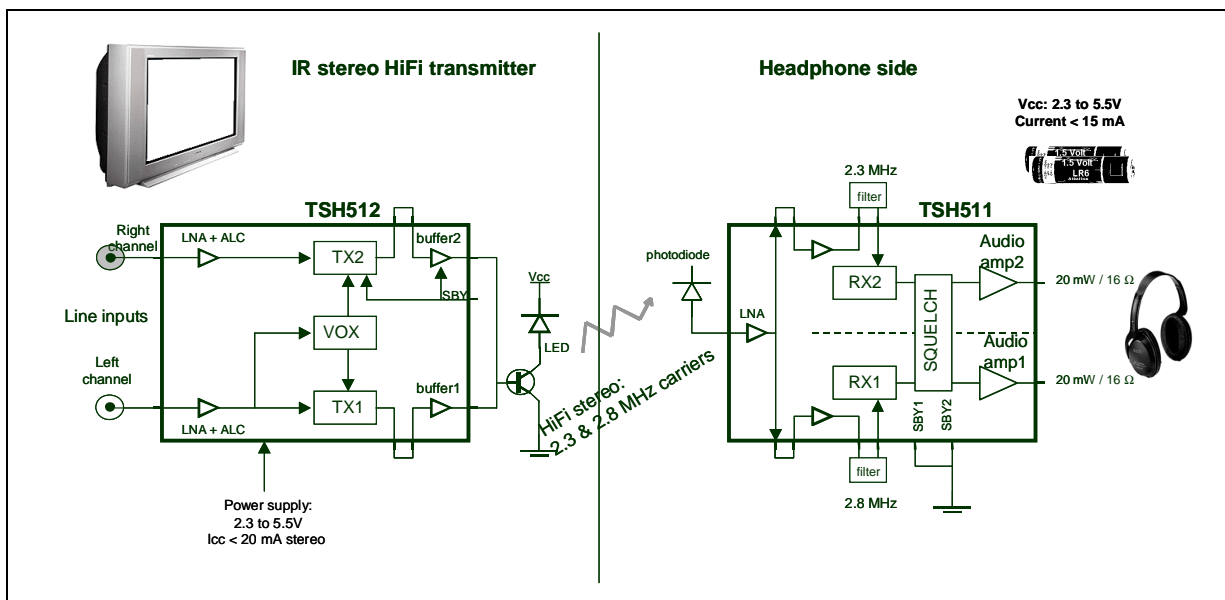 IR stereo HiFi transmitter
Headphone side
Vcc: 2.3 to 5.5V
Current < 15 mA
1.5 Volt
1.5 Volt
LR6
2.3 MHz
filter
TSH512
TSH511
Right
channel
LNA + ALC
TX2
buffer2
SBY
Vcc
LED
photodiode
LNA
RX2
SQUELCH
Audio
amp2
20 mW / 16 Ω
Line inputs
VOX
Left
channel
LNA + ALC
TX1
buffer1
HiFi stereo:
2.3 & 2.8 MHz carriers
RX1
SBY1
SBY2
Audio
amp1
20 mW / 16 Ω
filter
2.8 MHz
Power supply:
2.3 to 5.5V
Icc < 20 mA stereo